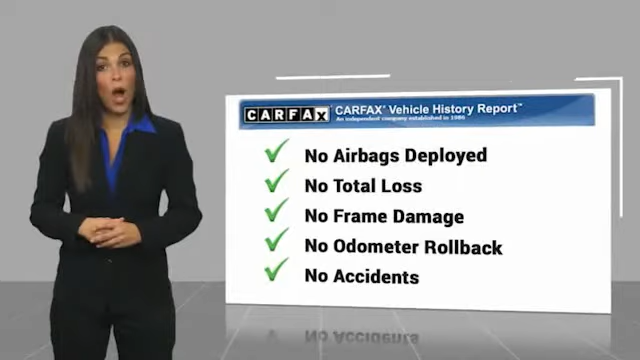 CARFAX CARFAX Vehicle History Report™
An independent company established in 1986
No Airbags Deployed
No Total Loss
No Frame Damage
No Odometer Rollback
No Accidents